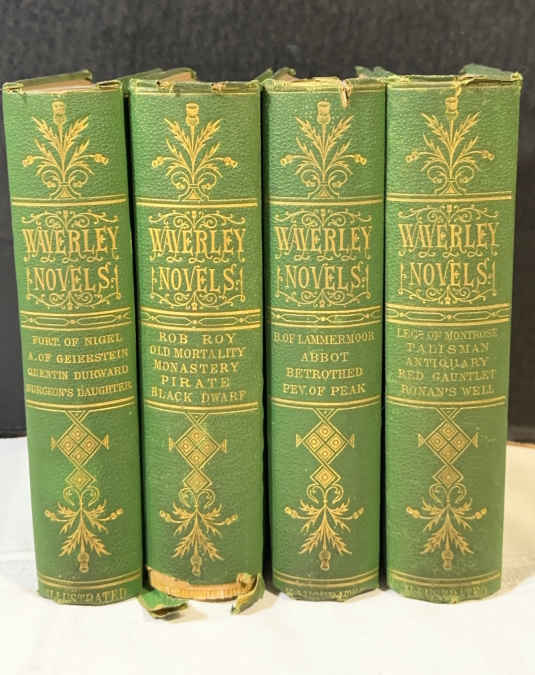 WAVERLEY
NOVELS.
FORT. OF NIGEL
A. OF GEIERSTEIN
QUENTIN DURWARD
SURGEON'S DAUGHTER
ILLUSTRATED
WAVERLEY
NOVELS.
ROB ROY
OLD MORTALITY
MONASTERY
PIRATE
BLACK DWARF
WAVERLEY
NOVELS.
B. OF LAMMERMOOR
ABBOT
BETROTHED
PEV. OF PEAK
WAVERLEY
NOVELS.
OF MONTROSE
TALISMAN
ANTIQUARY
RED GAUNTLET
RONAN'S WELL
ILLUSTRATED